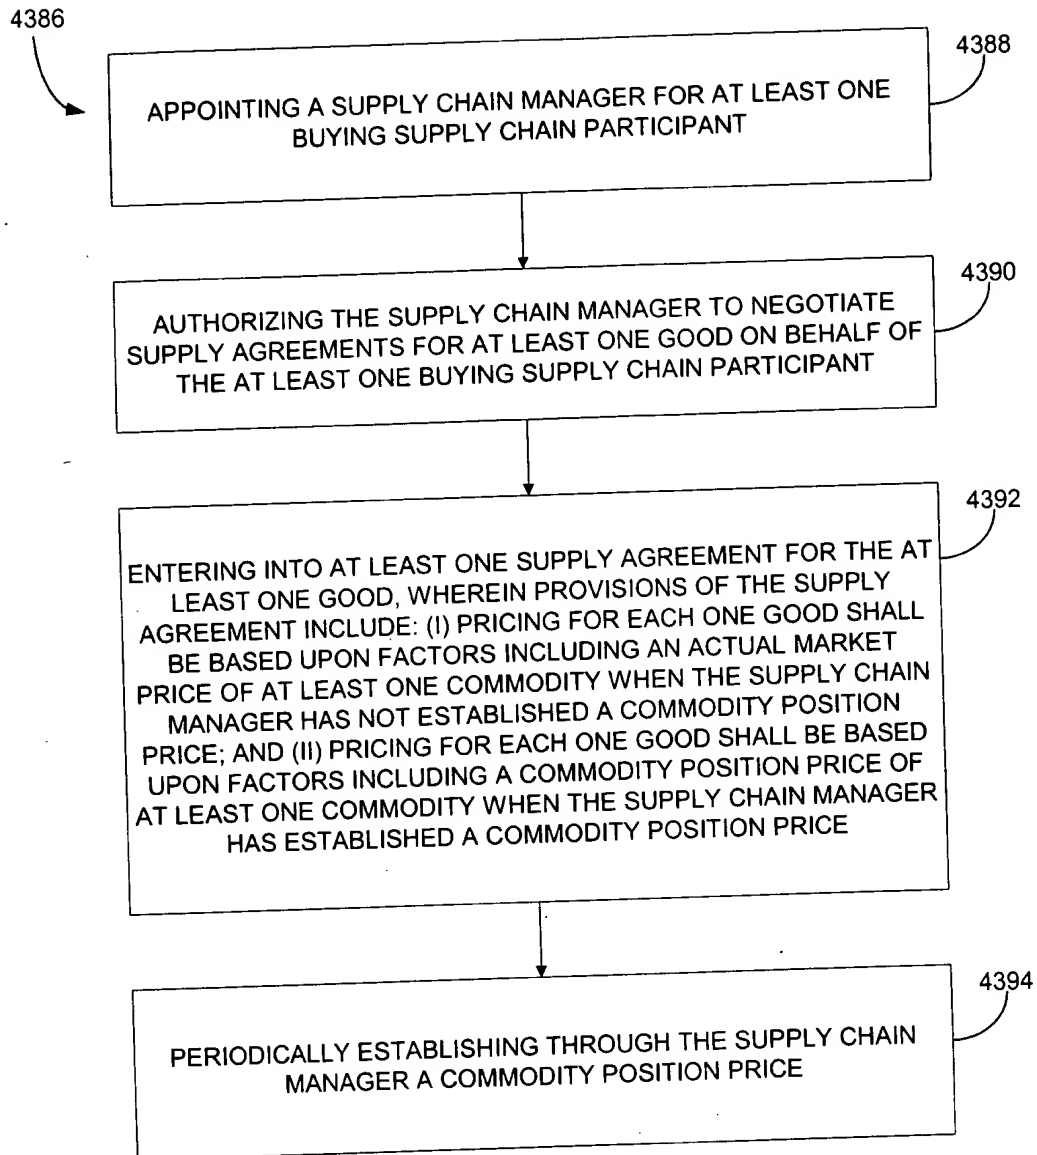 4386
4388
APPOINTING A SUPPLY CHAIN MANAGER FOR AT LEAST ONE
BUYING SUPPLY CHAIN PARTICIPANT
4390
AUTHORIZING THE SUPPLY CHAIN MANAGER TO NEGOTIATE
SUPPLY AGREEMENTS FOR AT LEAST ONE GOOD ON BEHALF OF
THE AT LEAST ONE BUYING SUPPLY CHAIN PARTICIPANT
4392
ENTERING INTO AT LEAST ONE SUPPLY AGREEMENT FOR THE AT
LEAST ONE GOOD, WHEREIN PROVISIONS OF THE SUPPLY
AGREEMENT INCLUDE: (I) PRICING FOR EACH ONE GOOD SHALL
BE BASED UPON FACTORS INCLUDING AN ACTUAL MARKET
PRICE OF AT LEAST ONE COMMODITY WHEN THE SUPPLY CHAIN
MANAGER HAS NOT ESTABLISHED A COMMODITY POSITION
PRICE; AND (II) PRICING FOR EACH ONE GOOD SHALL BE BASED
UPON FACTORS INCLUDING A COMMODITY POSITION PRICE OF
AT LEAST ONE COMMODITY WHEN THE SUPPLY CHAIN MANAGER
HAS ESTABLISHED A COMMODITY POSITION PRICE
4394
PERIODICALLY ESTABLISHING THROUGH THE SUPPLY CHAIN
MANAGER A COMMODITY POSITION PRICE